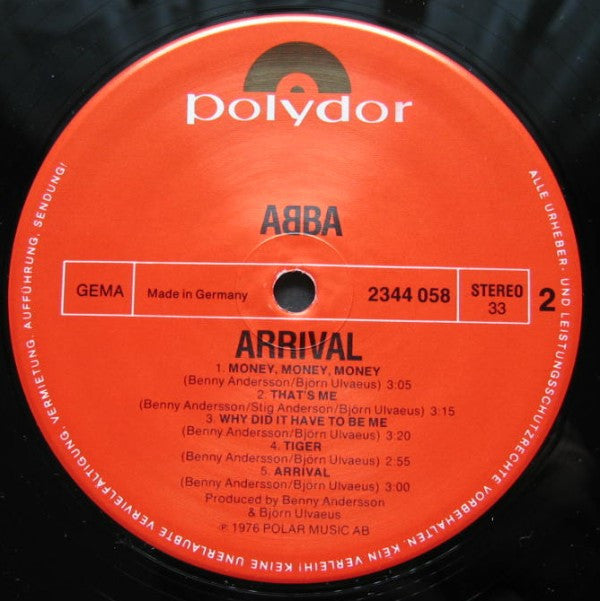 polydor
ABBA
GEMA
Made in Germany
2344 058
STEREO
33
2
ARRIVAL
1. MONEY, MONEY, MONEY
(Benny Andersson/Björn Ulvaeus) 3:05
2. THAT'S ME
(Benny Andersson/Stig Anderson/Björn Ulvaeus) 3:15
3. WHY DID IT HAVE TO BE ME
(Benny Andersson/Björn Ulvaeus) 3:20
4. TIGER
(Benny Andersson/Björn Ulvaeus) 2:55
5. ARRIVAL
(Benny Andersson/Björn Ulvaeus) 3:00
Produced by Benny Andersson
& Björn Ulvaeus
℗ 1976 POLAR MUSIC AB
ALLE URHEBER- UND LEISTUNGSSCHUTZRECHTE VORBEHALTEN. KEIN VERLEIH! KEINE UNERLAUBTE VERVIELFÄLTIGUNG, VERMIETUNG, AUFFÜHRUNG, SENDUNG!